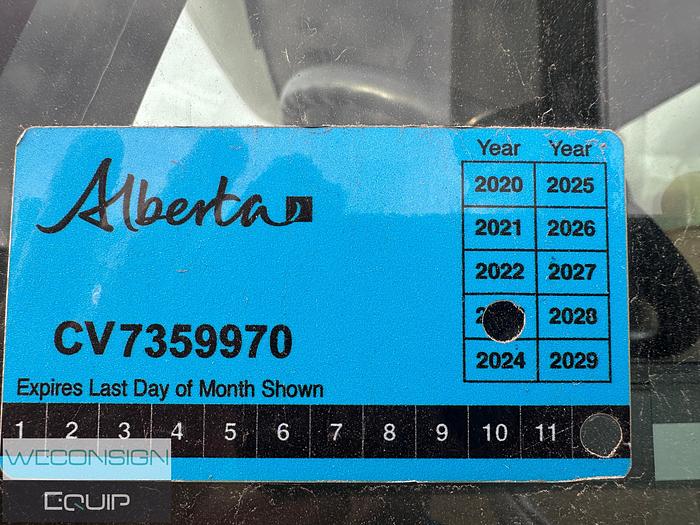 Alberta
Year Year
2020 2025
2021 2026
2022 2027
2028
2024 2029
CV7359970
Expires Last Day of Month Shown
1 2 3 4 5 6 7 8 9 10 11
WECONSIGN
EQUIP